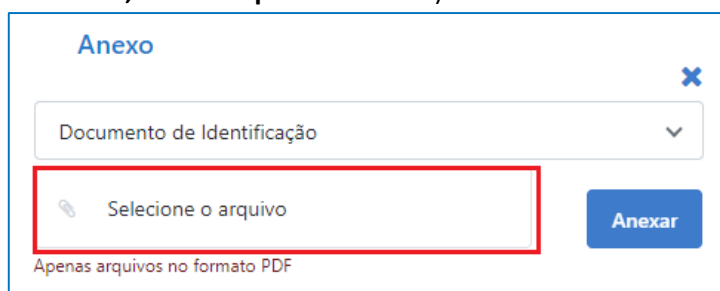 Anexo
Documento de Identificação
Selecione o arquivo
Anexar
Apenas arquivos no formato PDF